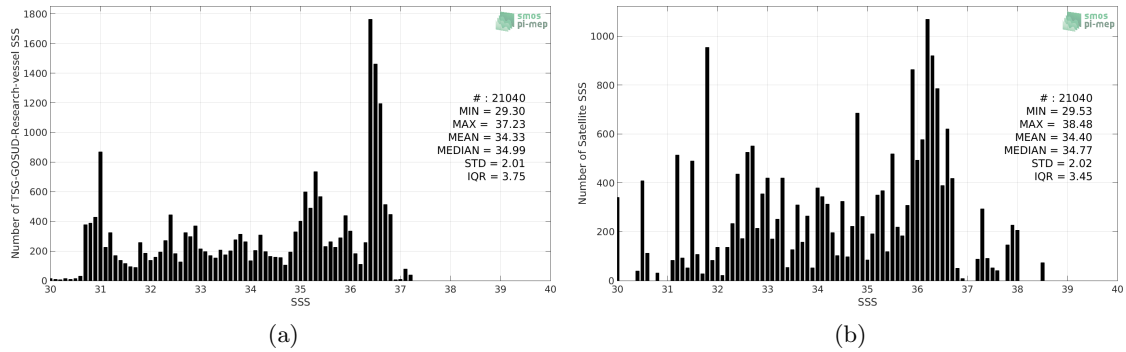 Number of TSG-GOSUD-Research-vessel SSS
1800
1600
1400
1200
1000
800
600
400
200
0
30 31 32 33 34 35 36 37 38 39 40
SSS
smos
pi-mep
# : 21040
MIN = 29.30
MAX = 37.23
MEAN = 34.33
MEDIAN = 34.99
STD = 2.01
IQR = 3.75
(a)
Number of Satellite SSS
1000
800
600
400
200
0
30 31 32 33 34 35 36 37 38 39 40
SSS
smos
pi-mep
# : 21040
MIN = 29.53
MAX = 38.48
MEAN = 34.40
MEDIAN = 34.77
STD = 2.02
IQR = 3.45
(b)